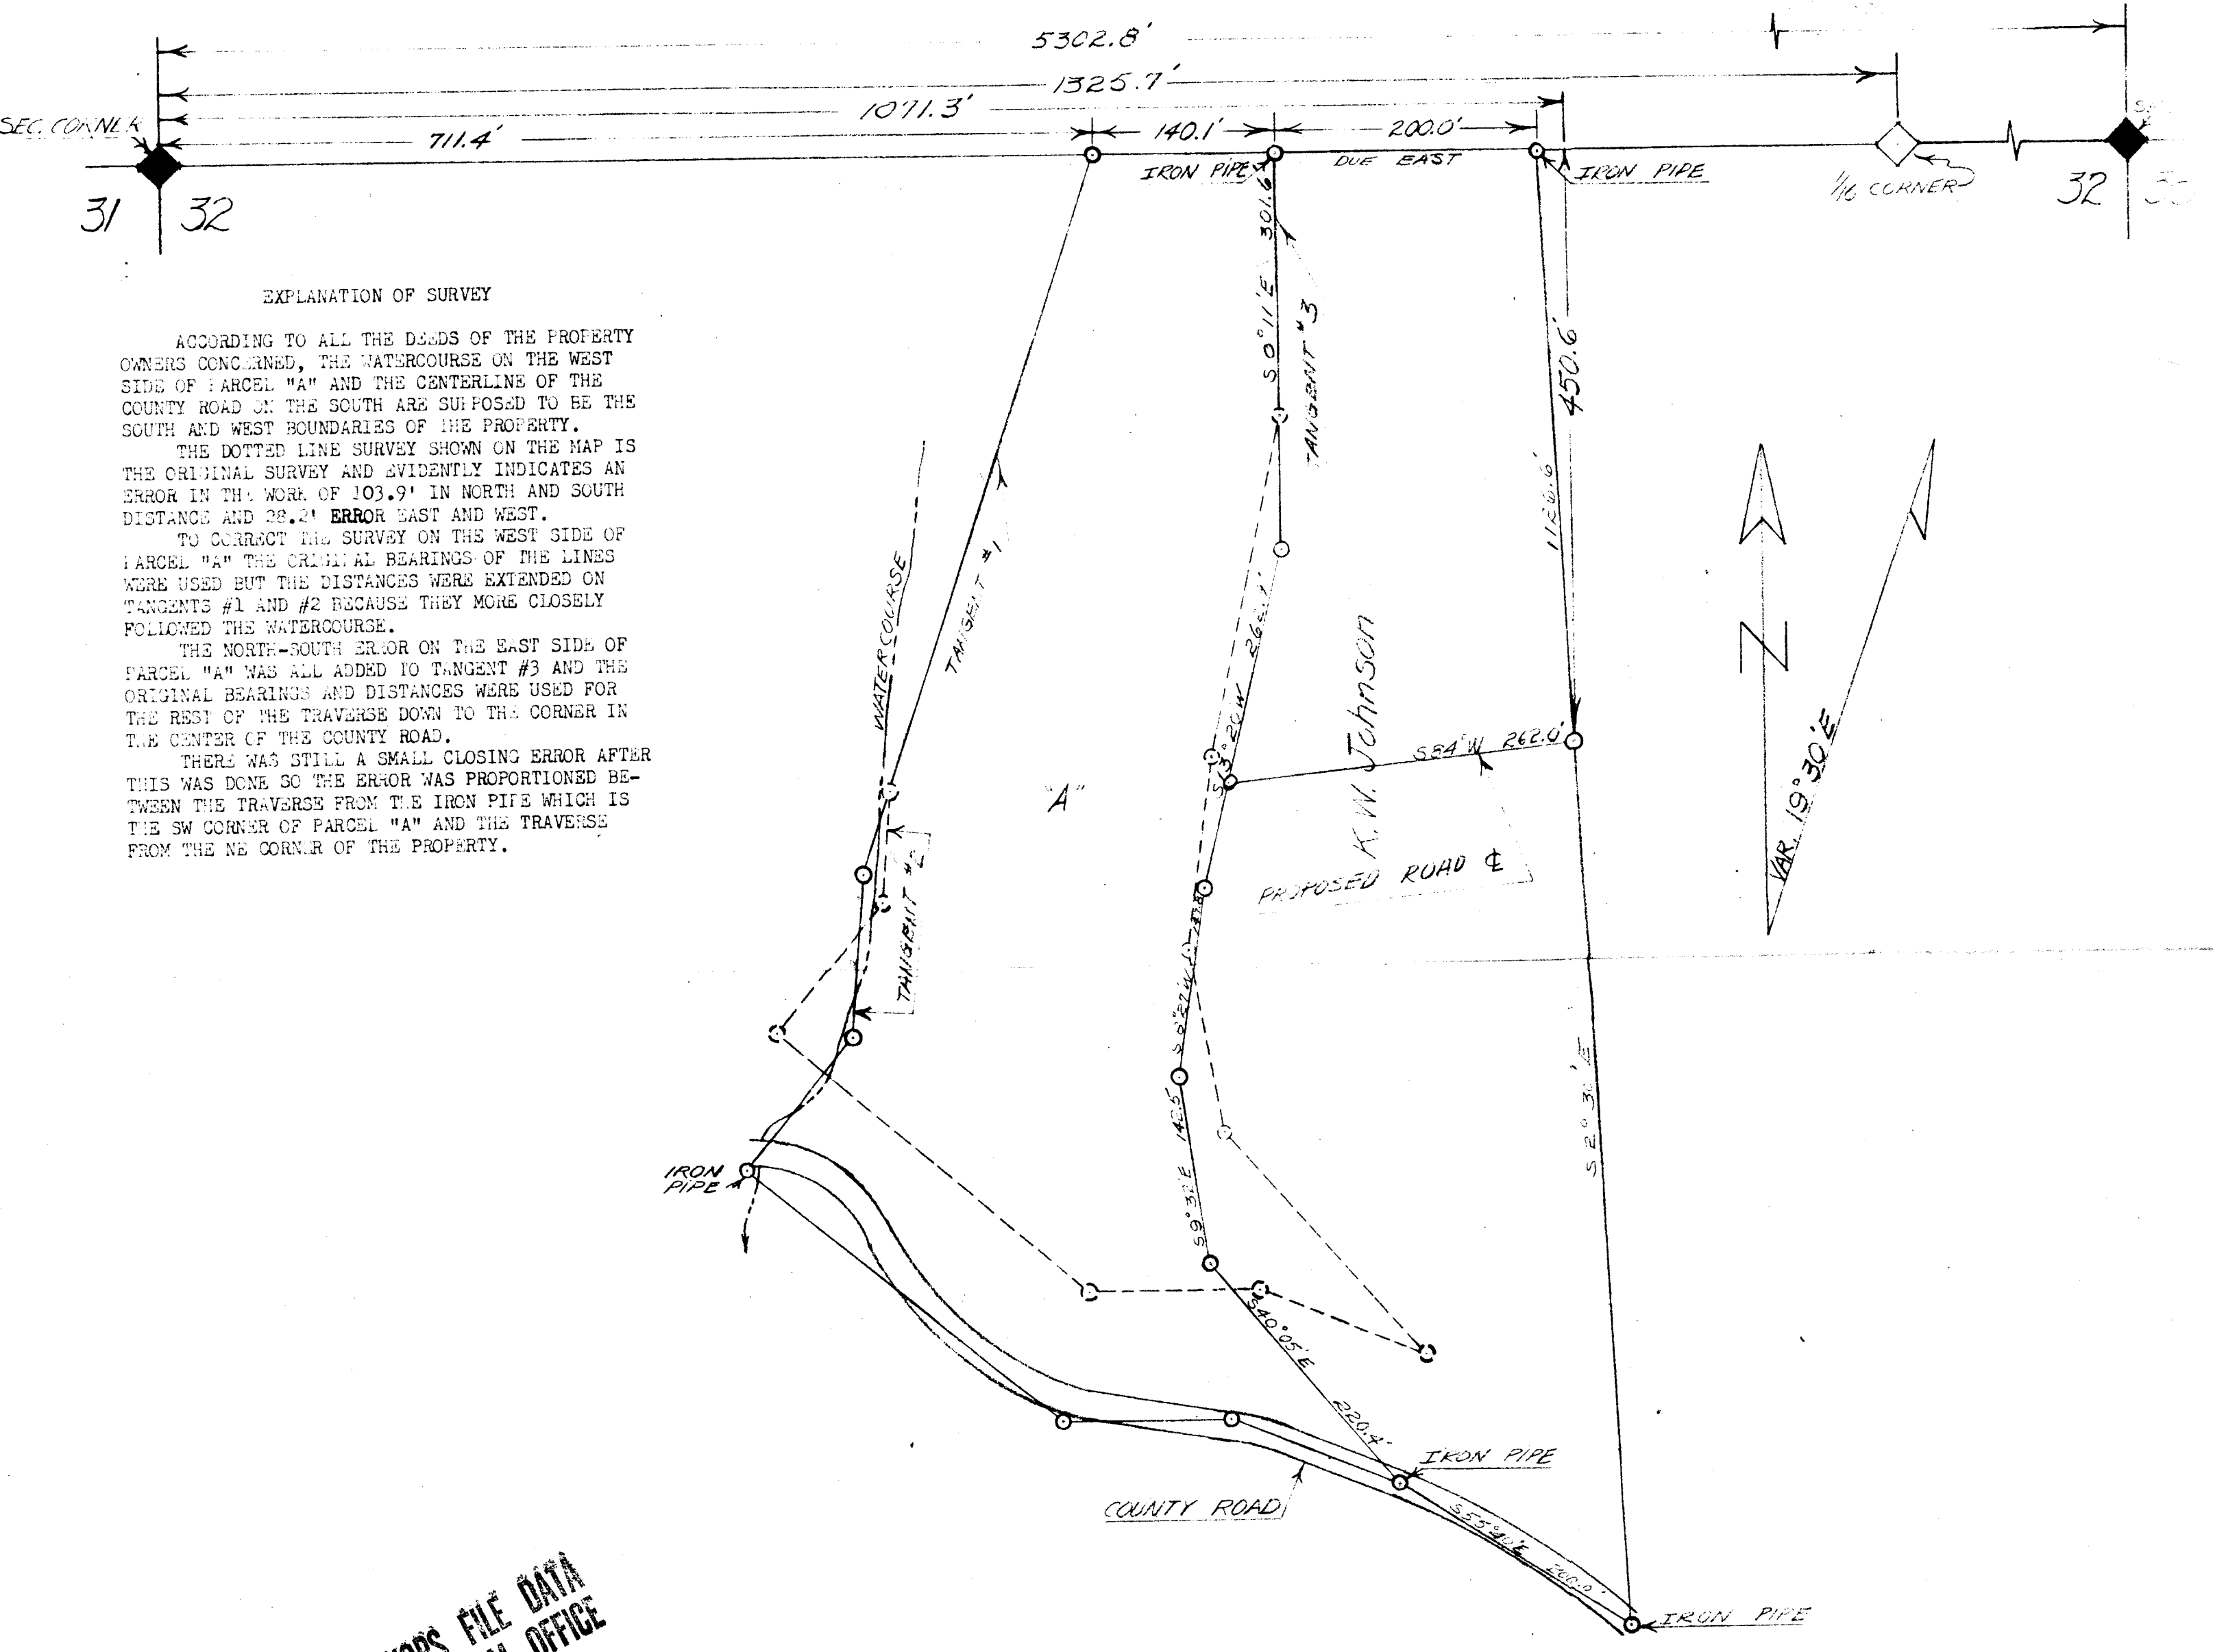 5302.8'
1325.7'
1071.3'
SEC. CORNER
711.4'
140.1'
200.0'
IRON PIPE
DUE EAST
IRON PIPE
1/16 CORNER
31
32
32
EXPLANATION OF SURVEY
ACCORDING TO ALL THE DEEDS OF THE PROPERTY
OWNERS CONCERNED, THE WATERCOURSE ON THE WEST
SIDE OF PARCEL "A" AND THE CENTERLINE OF THE
COUNTY ROAD ON THE SOUTH ARE SUPPOSED TO BE THE
SOUTH AND WEST BOUNDARIES OF THE PROPERTY.
THE DOTTED LINE SURVEY SHOWN ON THE MAP IS
THE ORIGINAL SURVEY AND EVIDENTLY INDICATES AN
ERROR IN THE WORK OF 103.9' IN NORTH AND SOUTH
DISTANCE AND 28.2' ERROR EAST AND WEST.
TO CORRECT THE SURVEY ON THE WEST SIDE OF
PARCEL "A" THE ORIGINAL BEARINGS OF THE LINES
WERE USED BUT THE DISTANCES WERE EXTENDED ON
TANGENTS #1 AND #2 BECAUSE THEY MORE CLOSELY
FOLLOWED THE WATERCOURSE.
THE NORTH-SOUTH ERROR ON THE EAST SIDE OF
PARCEL "A" WAS ALL ADDED TO TANGENT #3 AND THE
ORIGINAL BEARINGS AND DISTANCES WERE USED FOR
THE REST OF THE TRAVERSE DOWN TO THE CORNER IN
THE CENTER OF THE COUNTY ROAD.
THERE WAS STILL A SMALL CLOSING ERROR AFTER
THIS WAS DONE SO THE ERROR WAS PROPORTIONED BE-
TWEEN THE TRAVERSE FROM THE IRON PIPE WHICH IS
THE SW CORNER OF PARCEL "A" AND THE TRAVERSE
FROM THE NE CORNER OF THE PROPERTY.
WATERCOURSE
TANGENT #1
TANGENT #2
"A"
S 0° 11' E 301.6
TANGENT #3
S 13° 20' W
K.W. Johnson
450.6'
1126.6'
S84°W 262.0'
PROPOSED ROAD ℄
N
VAR. 19° 30' E
S 8° 27' W
S 9° 32' E 142.5'
S 2° 30' E
S40° 05' E
220.4'
IRON
PIPE
IRON PIPE
COUNTY ROAD
S 55° 40' E 200.0'
IRON PIPE
FILE DATA
OFFICE